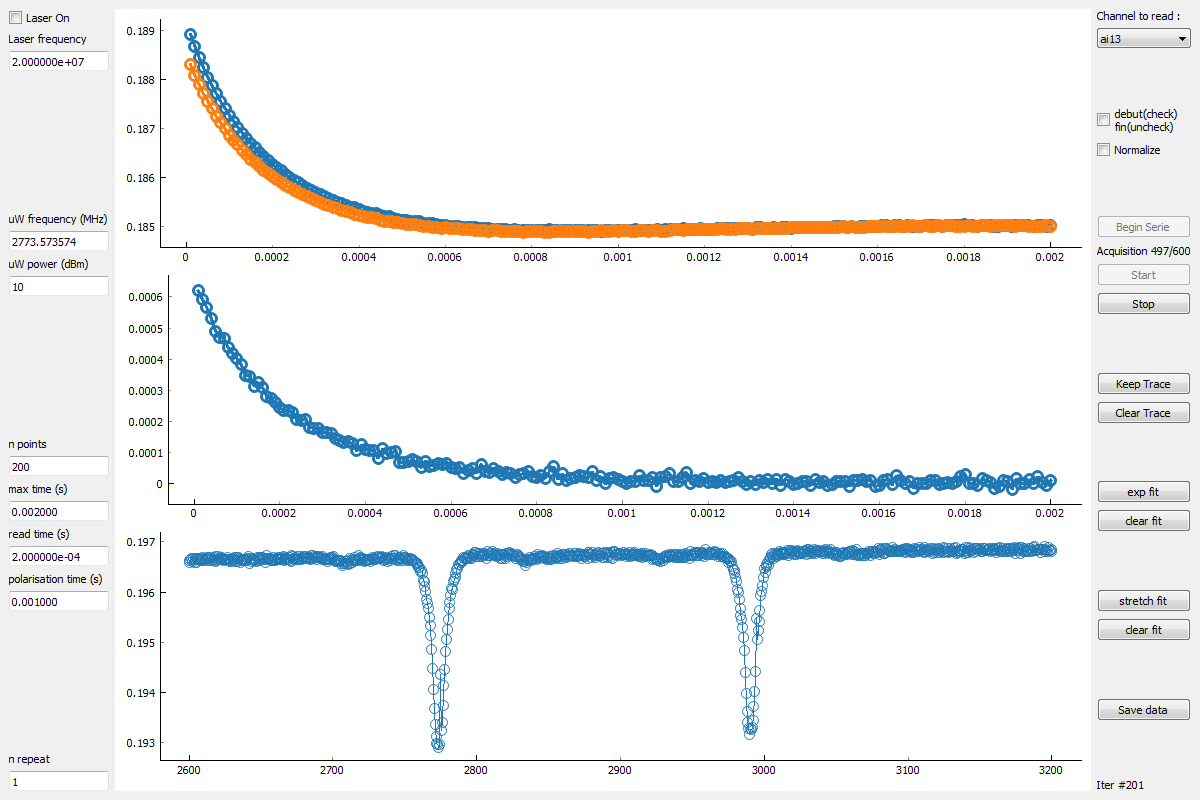 Laser On
Laser frequency
2.000000e+07
uW frequency (MHz)
2773.573574
uW power (dBm)
10
n points
200
max time (s)
0.002000
read time (s)
2.000000e-04
polarisation time (s)
0.001000
n repeat
1
0.189
0.188
0.187
0.186
0.185
0 0.0002 0.0004 0.0006 0.0008 0.001 0.0012 0.0014 0.0016 0.0018 0.002
0.0006
0.0005
0.0004
0.0003
0.0002
0.0001
0
0 0.0002 0.0004 0.0006 0.0008 0.001 0.0012 0.0014 0.0016 0.0018 0.002
0.197
0.196
0.195
0.194
0.193
2600 2700 2800 2900 3000 3100 3200
Channel to read :
ai13
debut(check)
fin(uncheck)
Normalize
Begin Serie
Acquisition 497/600
Start
Stop
Keep Trace
Clear Trace
exp fit
clear fit
stretch fit
clear fit
Save data
Iter #201